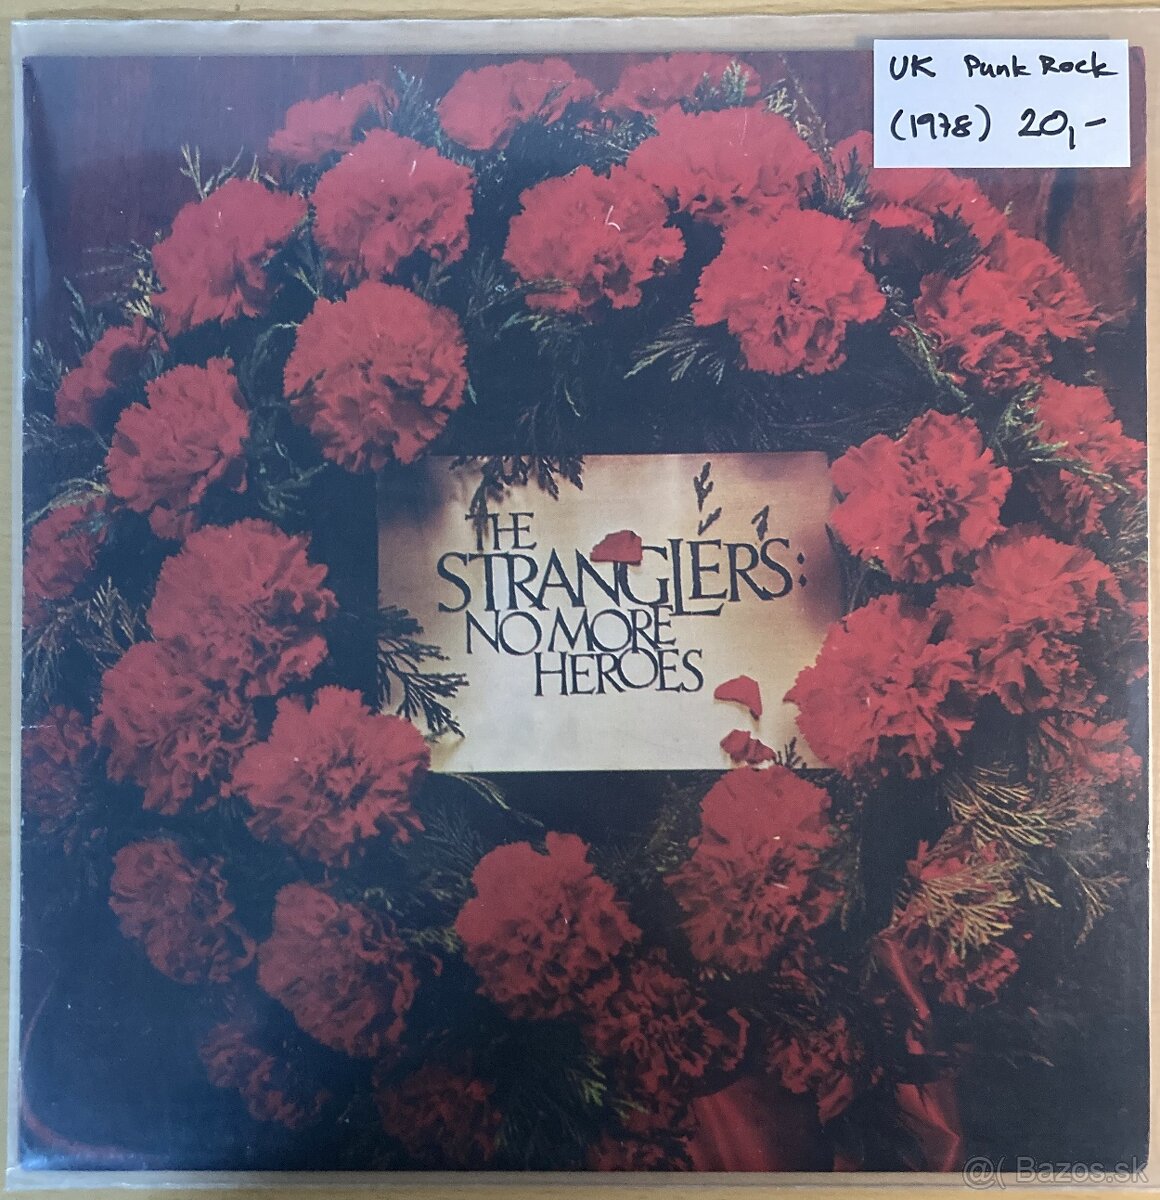 UK Punk Rock
(1978) 20,-
THE
STRANGLERS:
NO MORE
HEROES
@( Bazos.sk